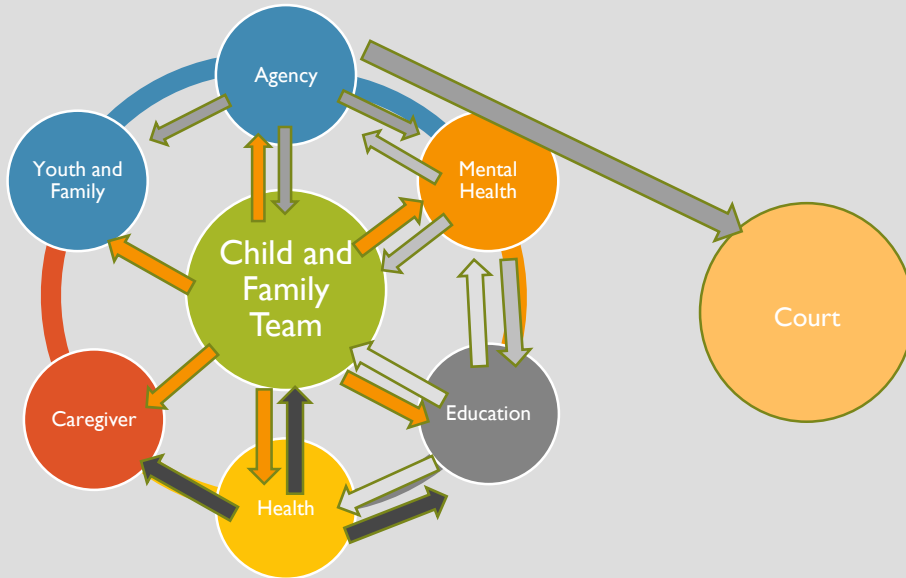 Agency
Youth and
Family
Mental
Health
Child and
Family
Team
Court
Caregiver
Education
Health